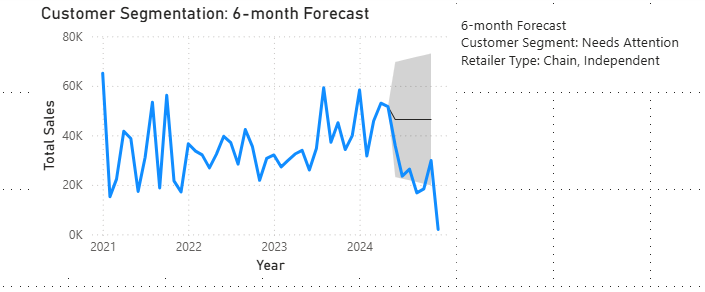 Customer Segmentation: 6-month Forecast
6-month Forecast
Customer Segment: Needs Attention
Retailer Type: Chain, Independent
80K
60K
40K
20K
0K
Total Sales
2021 2022 2023 2024
Year